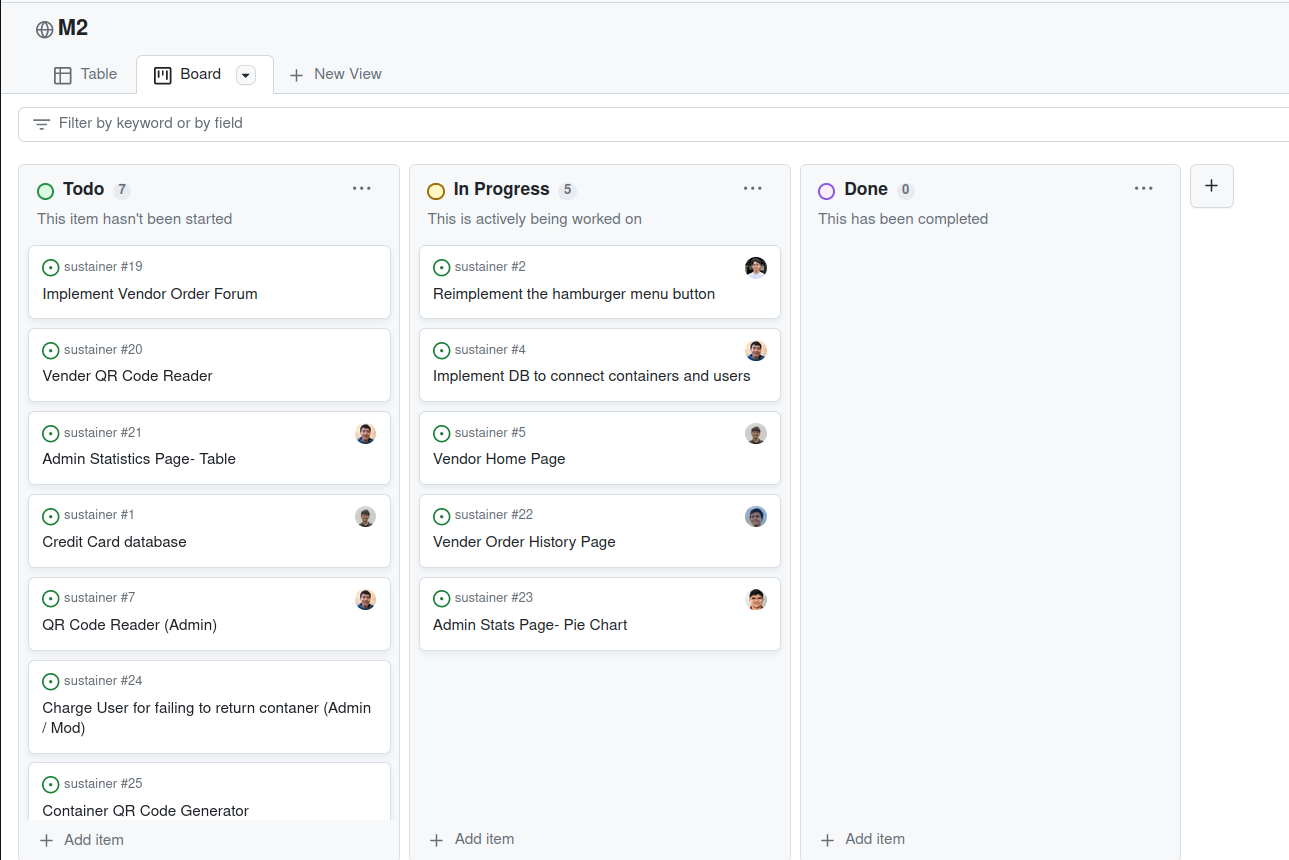 M2
Table
Board
New View
Filter by keyword or by field
Todo 7
This item hasn't been started
sustainer #19
Implement Vendor Order Forum
sustainer #20
Vender QR Code Reader
sustainer #21
Admin Statistics Page- Table
sustainer #1
Credit Card database
sustainer #7
QR Code Reader (Admin)
sustainer #24
Charge User for failing to return contaner (Admin
/ Mod)
sustainer #25
Container QR Code Generator
Add item
In Progress 5
This is actively being worked on
sustainer #2
Reimplement the hamburger menu button
sustainer #4
Implement DB to connect containers and users
sustainer #5
Vendor Home Page
sustainer #22
Vender Order History Page
sustainer #23
Admin Stats Page- Pie Chart
Add item
Done 0
This has been completed
Add item